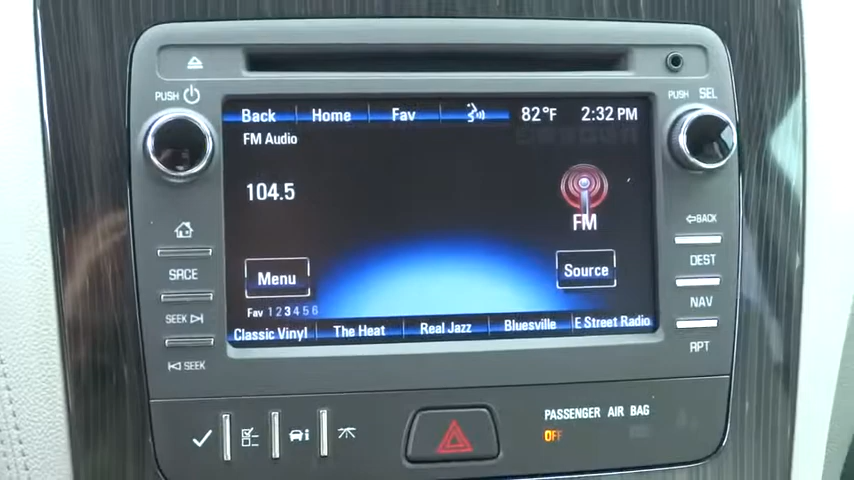 PUSH
PUSH SEL
Back Home Fav 82°F 2:32 PM
FM Audio
104.5
FM
BACK
SRCE
DEST
Menu
Source
NAV
Fav 1 2 3 4 5 6
SEEK
Classic Vinyl The Heat Real Jazz Bluesville E Street Radio
RPT
SEEK
PASSENGER AIR BAG
OFF